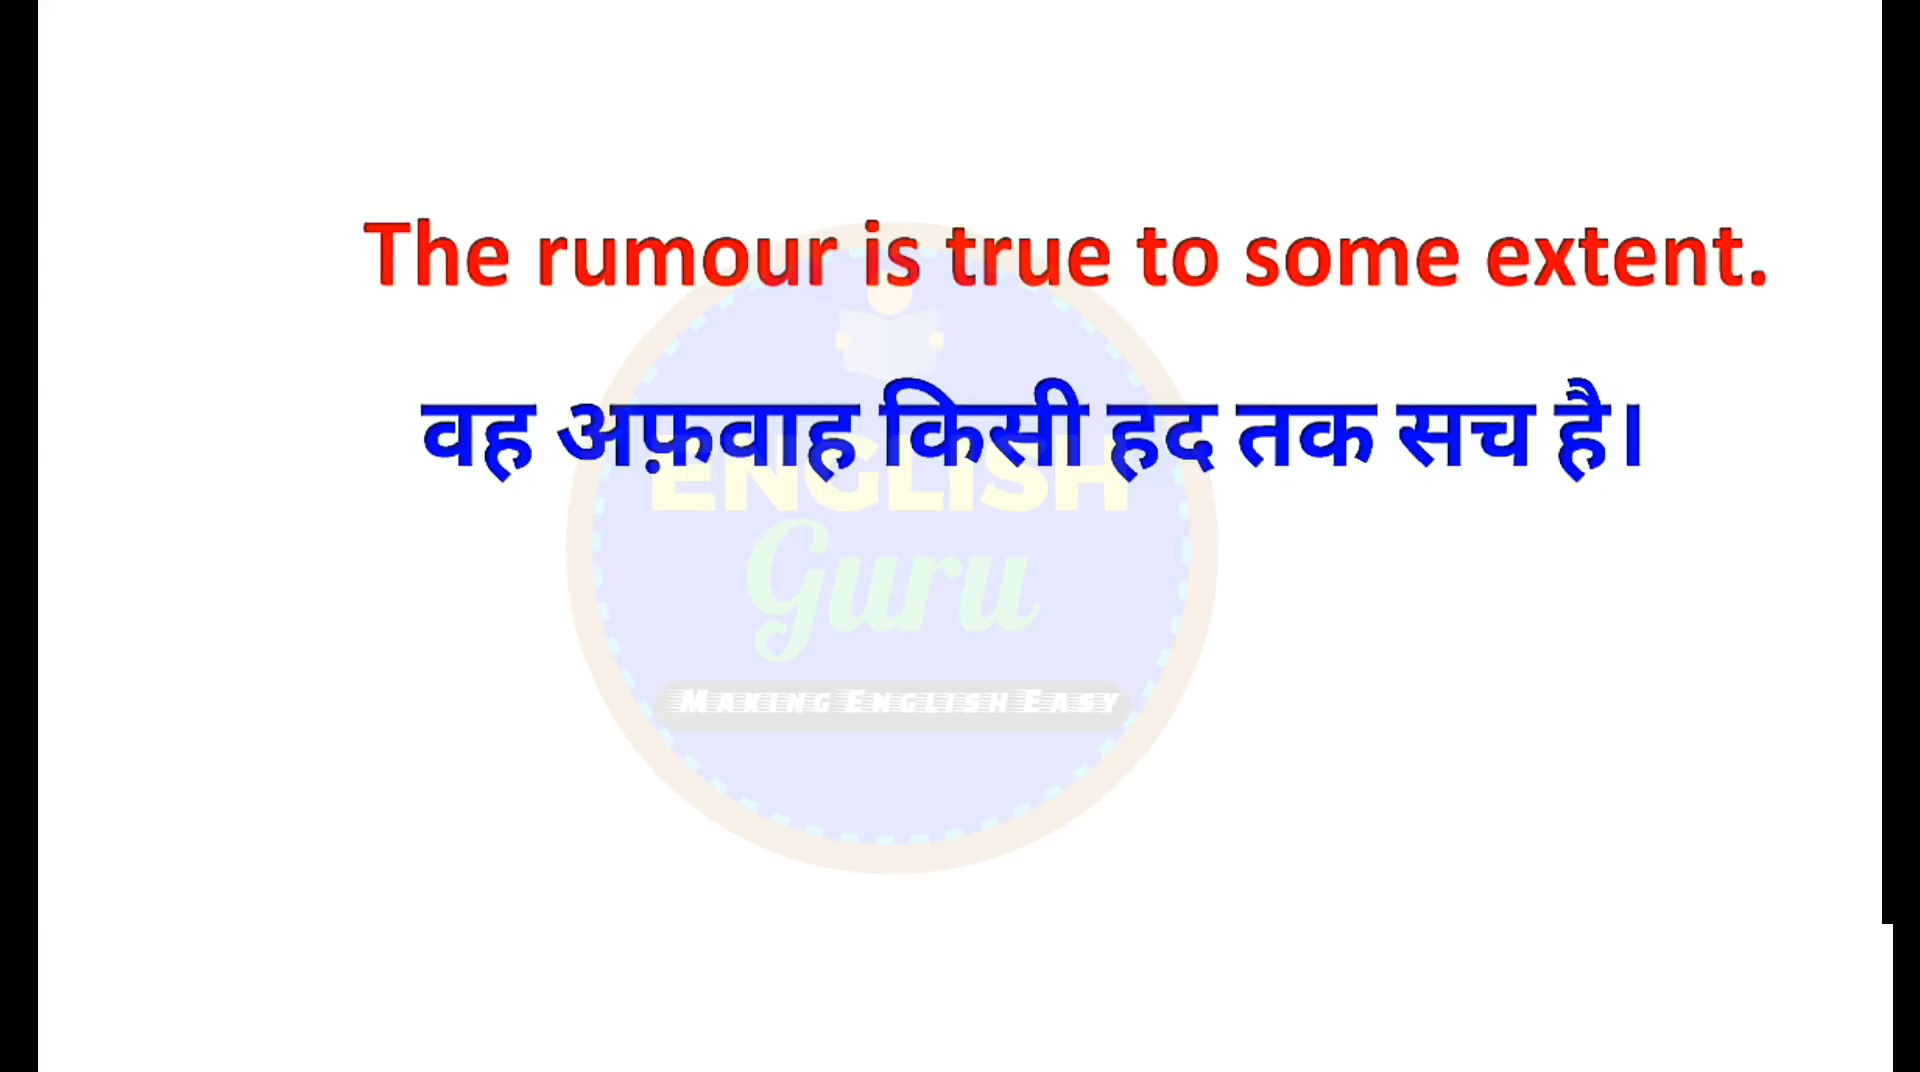 The rumour is true to some extent.
वह अफ़वाह किसी हद तक सच है।
ENGLISH
Guru
MAKING ENGLISH EASY